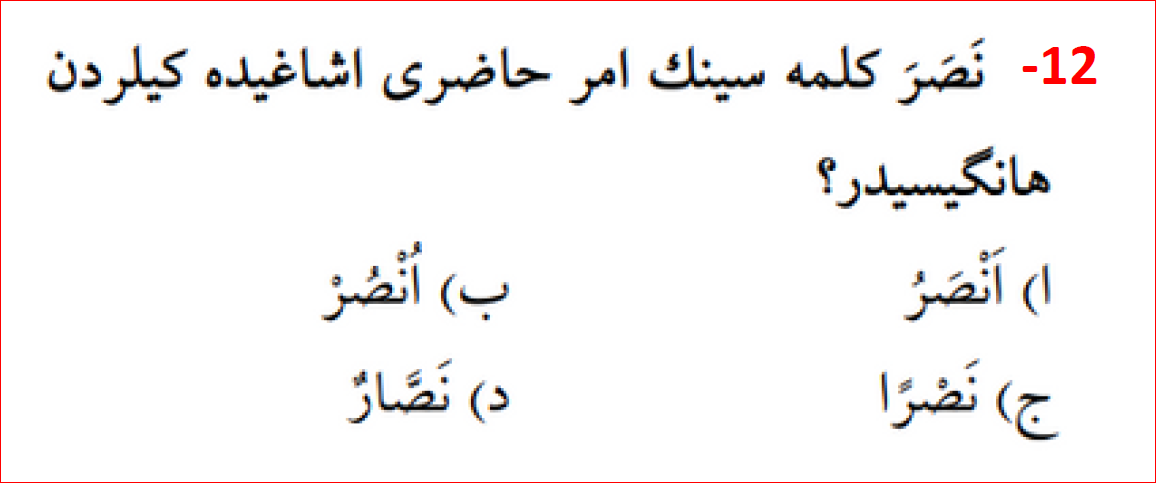 12- نَصَرَ كلمه سينك امر حاضرى اشاغيده كيلردن
هانگيسيدر؟
ا) اَنْصَرُ ب) اُنْصُرْ
ج) نَصْرًا د) نَصَّارٌ